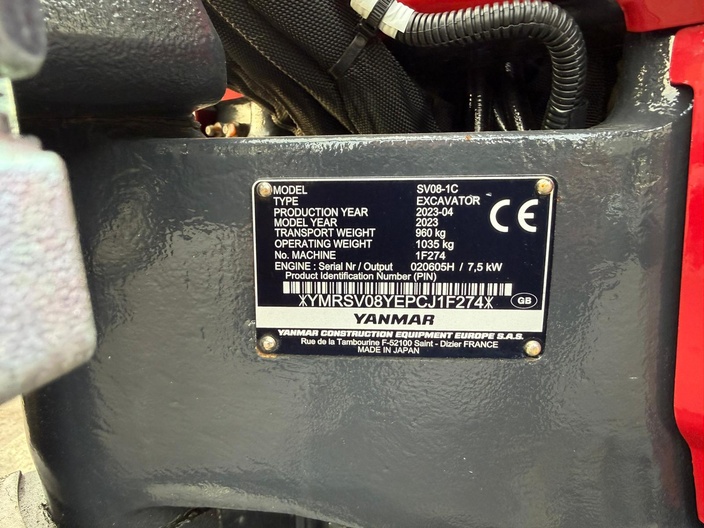 MODEL SV08-1C
TYPE EXCAVATOR
PRODUCTION YEAR 2023-04
MODEL YEAR 2023
TRANSPORT WEIGHT 960 kg
OPERATING WEIGHT 1035 kg
No. MACHINE 1F274
ENGINE : Serial Nr / Output 020605H / 7,5 kW
Product Identification Number (PIN)
CE
*YMRSV08YEPCJ1F274*
GB
YANMAR
YANMAR CONSTRUCTION EQUIPMENT EUROPE S.A.S.
Rue de la Tambourine F-52100 Saint - Dizier FRANCE
MADE IN JAPAN